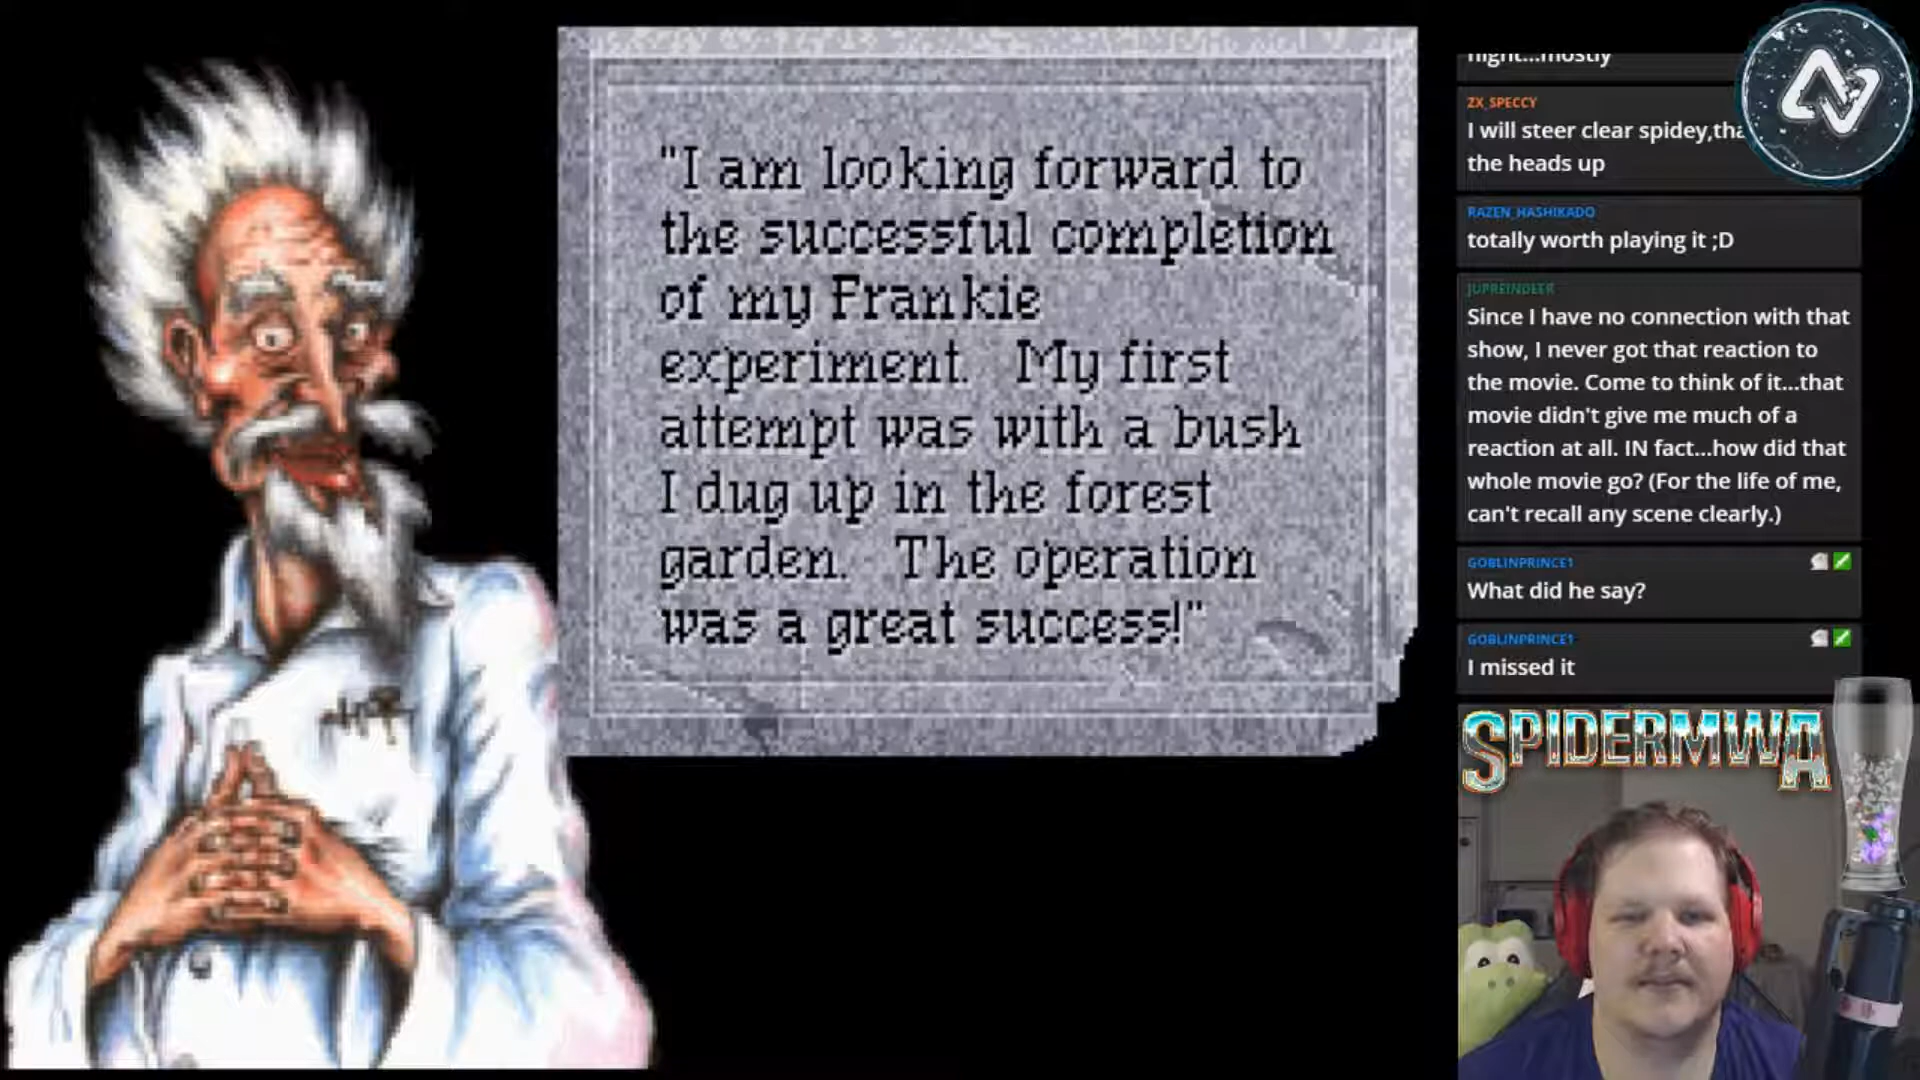 "I am looking forward to
the successful completion
of my Frankie
experiment. My first
attempt was with a bush
I dug up in the forest
garden. The operation
was a great success!"
night...mostly
ZX_SPECCY
I will steer clear spidey,
the heads up
RAZEN_HASHIKADO
totally worth playing it ;D
JUPREINDEER
Since I have no connection with that
show, I never got that reaction to
the movie. Come to think of it...that
movie didn't give me much of a
reaction at all. IN fact...how did that
whole movie go? (For the life of me,
can't recall any scene clearly.)
GOBLINPRINCE1
What did he say?
GOBLINPRINCE1
I missed it
SPIDERMWA